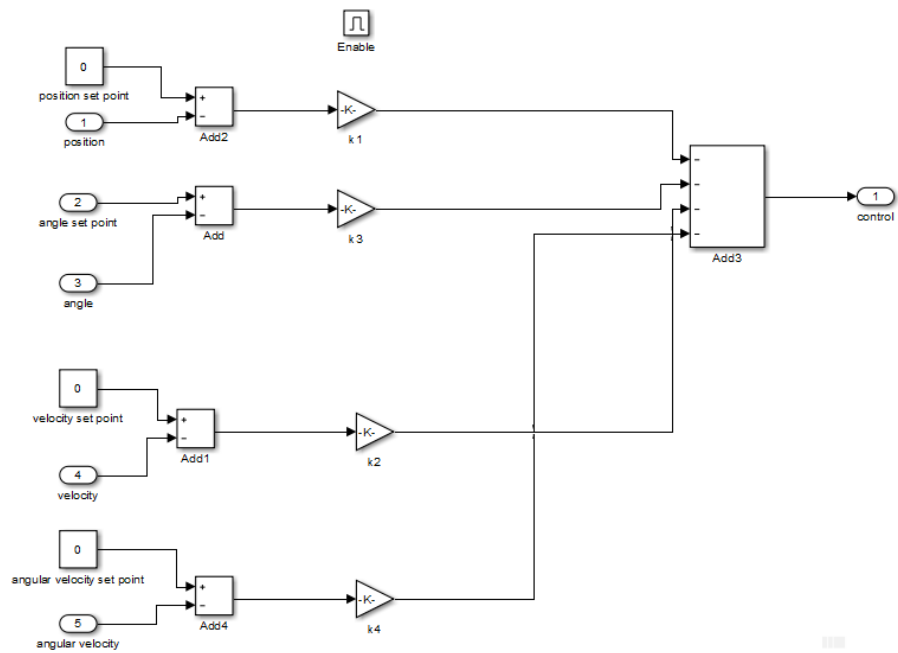 Enable
0
position set point
1
position
+
−
Add2
-K-
k1
2
angle set point
3
angle
+
−
Add
-K-
k3
−
−
−
−
Add3
1
control
0
velocity set point
4
velocity
+
−
Add1
-K-
k2
0
angular velocity set point
5
angular velocity
+
−
Add4
-K-
k4